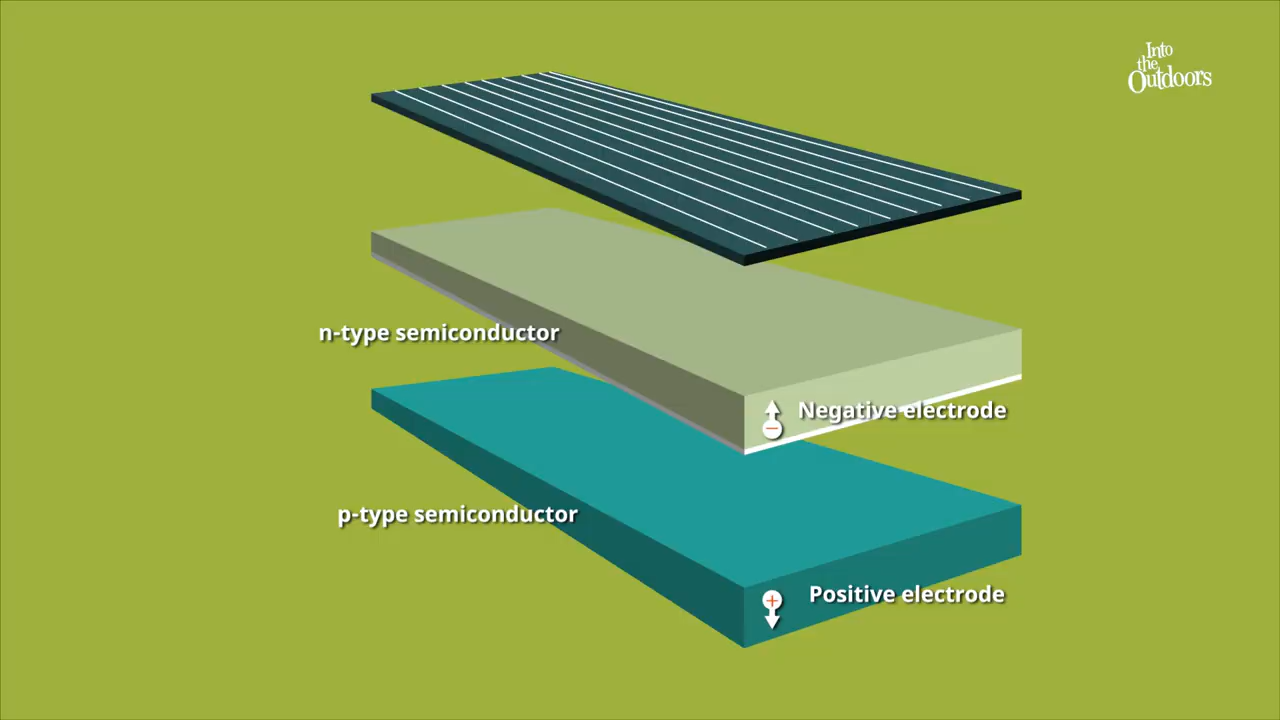 Into
the
Outdoors
n-type semiconductor
Negative electrode
p-type semiconductor
Positive electrode